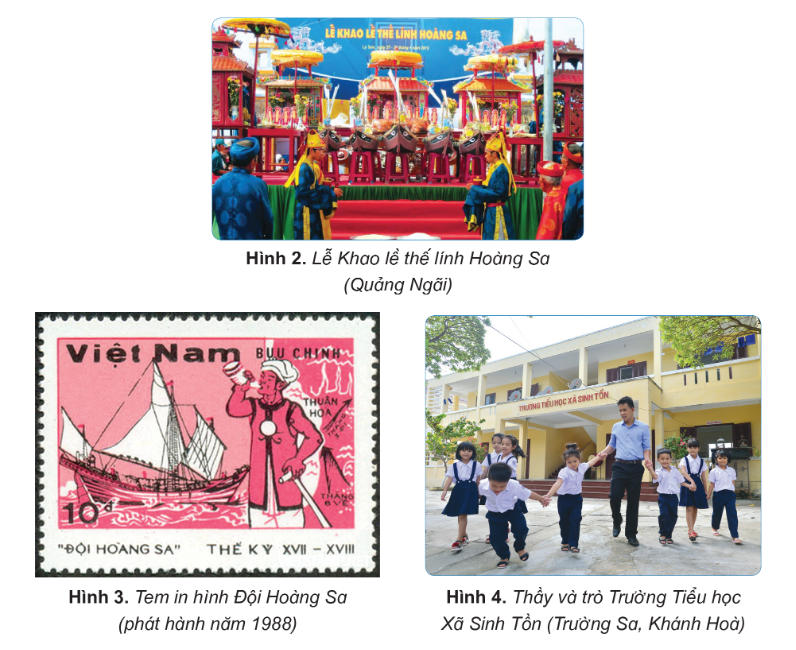 LỄ KHAO LỀ THẾ LÍNH HOÀNG SA
Hình 2. Lễ Khao lề thế lính Hoàng Sa
(Quảng Ngãi)
Việt Nam
BƯU CHÍNH
THUẬN
HOÁ
THÁNG
8 VỀ
10đ
"ĐỘI HOÀNG SA" THẾ KỶ XVII – XVIII
TRƯỜNG TIỂU HỌC XÃ SINH TỒN
Hình 3. Tem in hình Đội Hoàng Sa
(phát hành năm 1988)
Hình 4. Thầy và trò Trường Tiểu học
Xã Sinh Tồn (Trường Sa, Khánh Hoà)